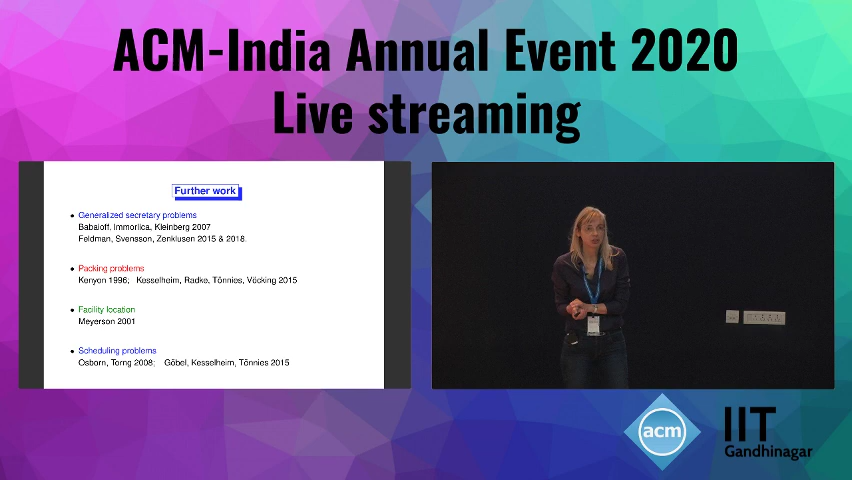 ACM-India Annual Event 2020
Live streaming
Further work
• Generalized secretary problems
Babaioff, Immorlica, Kleinberg 2007
Feldman, Svensson, Zenklusen 2015 & 2018.
• Packing problems
Kenyon 1996; Kesselheim, Radke, Tönnies, Vöcking 2015
• Facility location
Meyerson 2001
• Scheduling problems
Osborn, Torng 2008; Göbel, Kesselheim, Tönnies 2015
acm
IIT
Gandhinagar